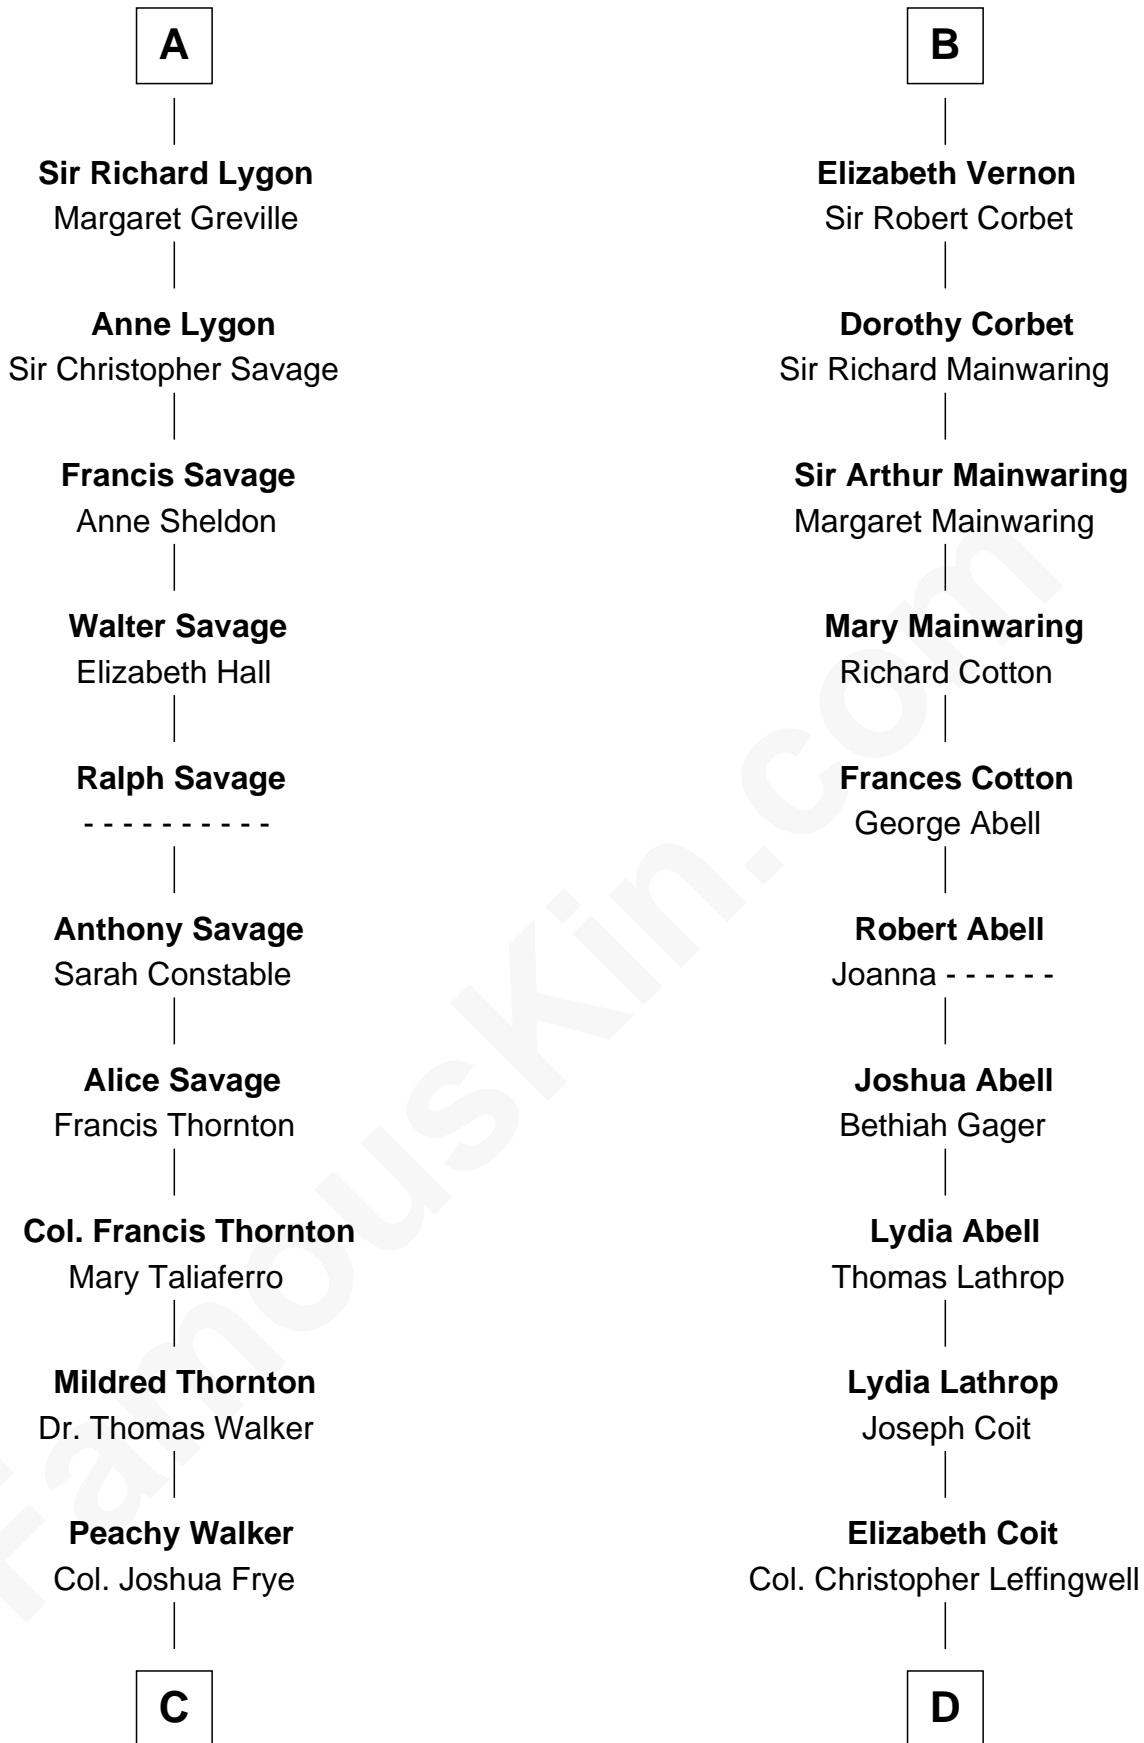 A
Sir Richard Lygon
Margaret Greville
Anne Lygon
Sir Christopher Savage
Francis Savage
Anne Sheldon
Walter Savage
Elizabeth Hall
Ralph Savage
- - - - - - - - - -
Anthony Savage
Sarah Constable
Alice Savage
Francis Thornton
Col. Francis Thornton
Mary Taliaferro
Mildred Thornton
Dr. Thomas Walker
Peachy Walker
Col. Joshua Frye
C
B
Elizabeth Vernon
Sir Robert Corbet
Dorothy Corbet
Sir Richard Mainwaring
Sir Arthur Mainwaring
Margaret Mainwaring
Mary Mainwaring
Richard Cotton
Frances Cotton
George Abell
Robert Abell
Joanna - - - - - -
Joshua Abell
Bethiah Gager
Lydia Abell
Thomas Lathrop
Lydia Lathrop
Joseph Coit
Elizabeth Coit
Col. Christopher Leffingwell
D
FamousKin.com